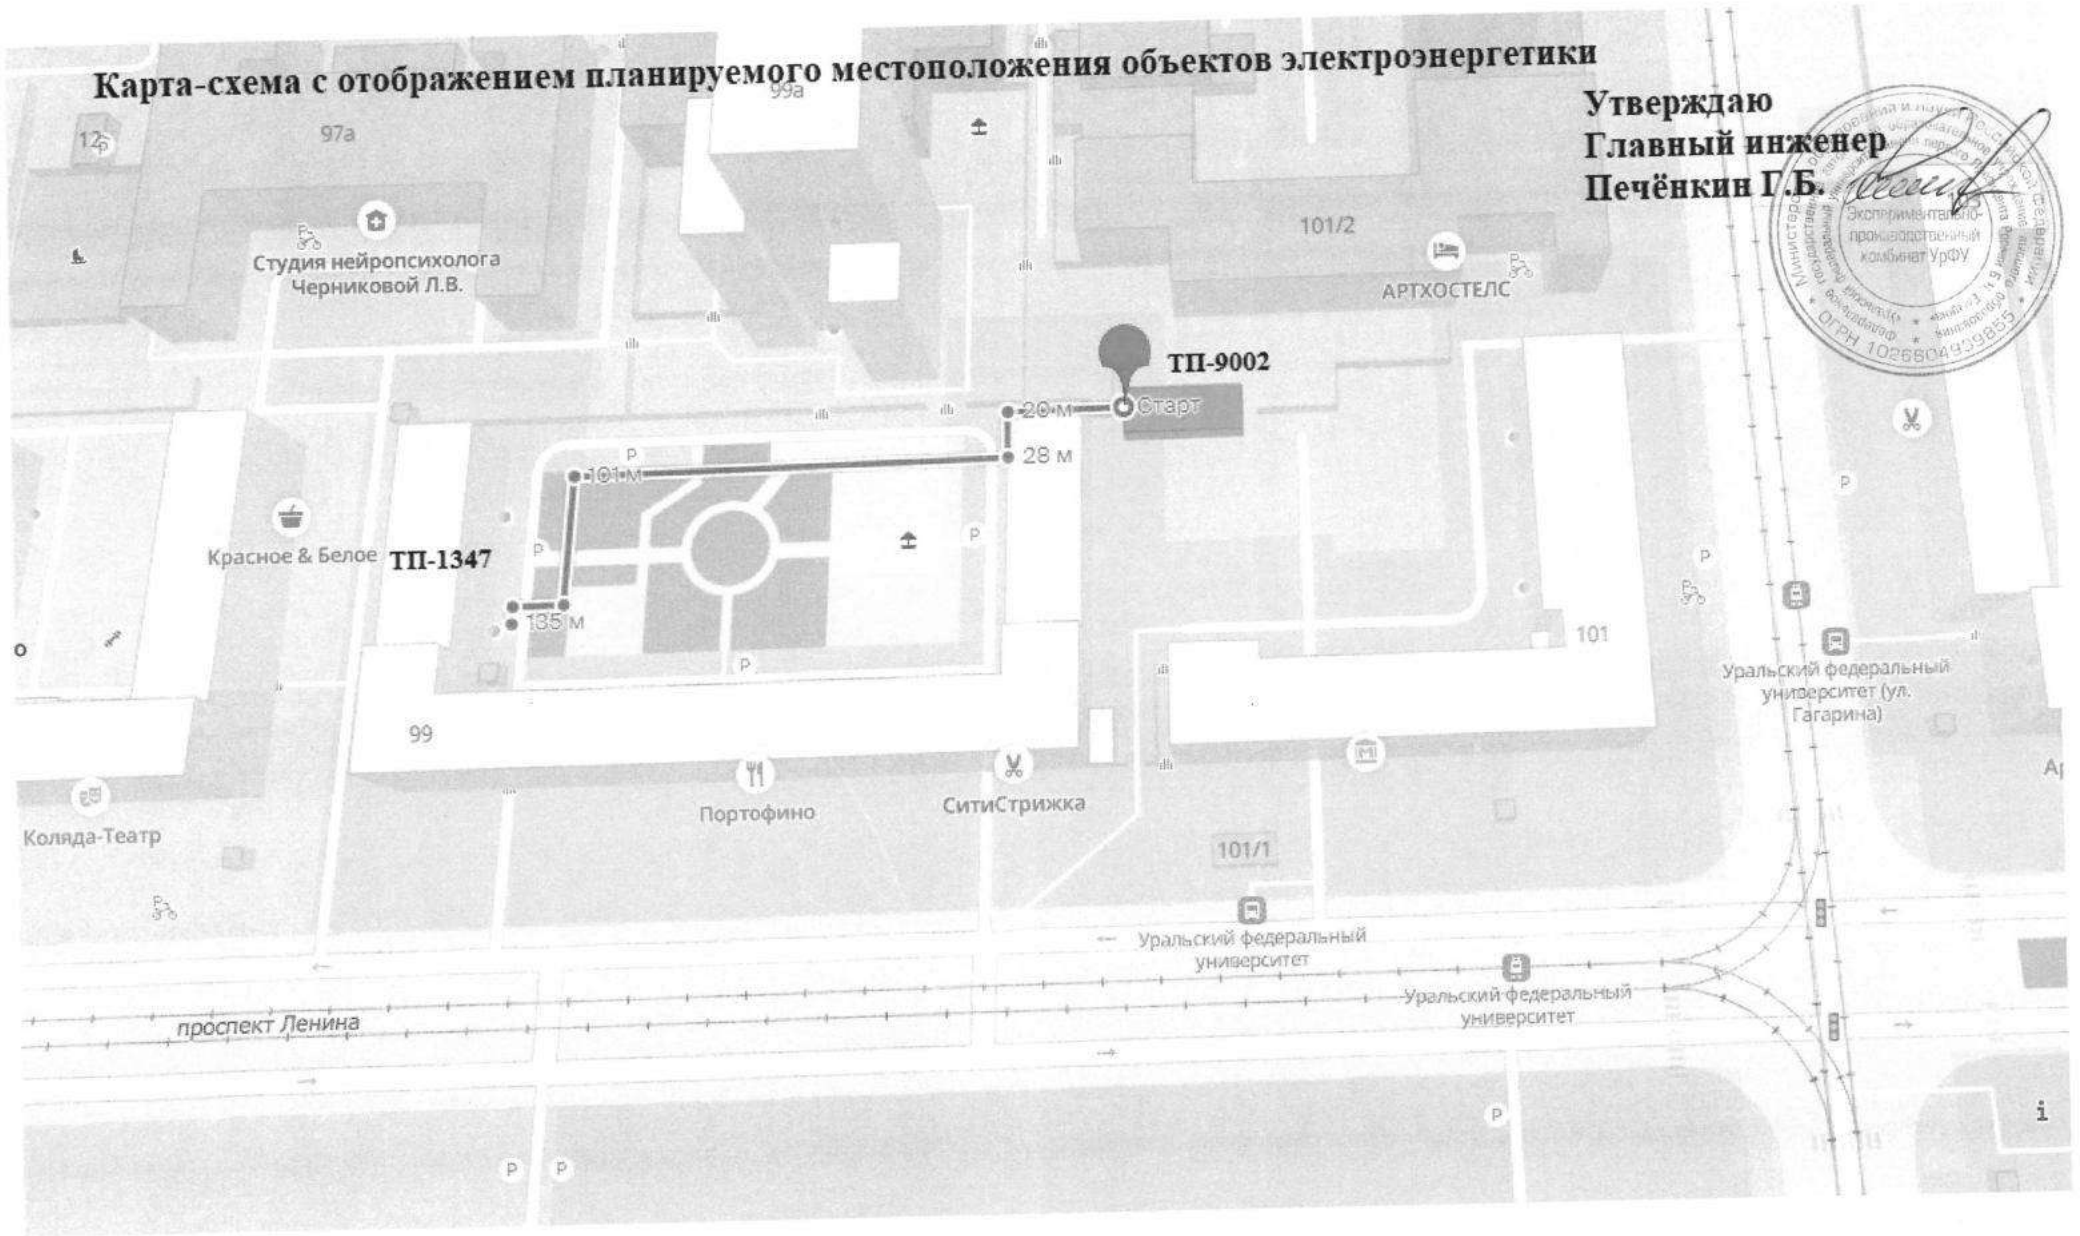 Карта-схема с отображением планируемого местоположения объектов электроэнергетики
Утверждаю
Главный инженер
Печёнкин Г.Б.
Экспериментально-
производственный
комбинат УрФУ
ОГРН 1026604939855
99а
97а
101/2
Студия нейропсихолога
Черниковой Л.В.
АРТХОСТЕЛС
ТП-9002
20 м
Старт
28 м
101 м
Красное & Белое
ТП-1347
135 м
101
Уральский федеральный
университет (ул.
Гагарина)
99
Портофино
СитиСтрижка
Коляда-Театр
101/1
Уральский федеральный
университет
Уральский федеральный
университет
проспект Ленина